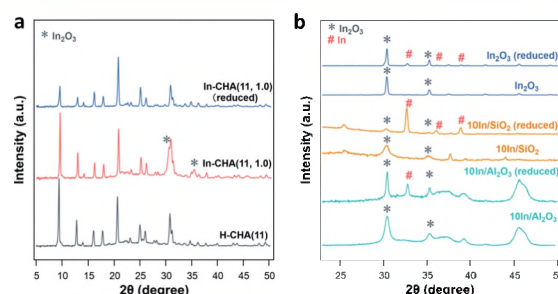 a
* In₂O₃
In-CHA(11, 1.0)
(reduced)
*
*
In-CHA(11, 1.0)
H-CHA(11)
Intensity (a.u.)
5 10 15 20 25 30 35 40 45 50
2θ (degree)
b
* In₂O₃
# In
* # * # #
In₂O₃ (reduced)
* *
In₂O₃
#
* * # #
10In/SiO₂ (reduced)
* *
10In/SiO₂
* # *
10In/Al₂O₃ (reduced)
* *
10In/Al₂O₃
Intensity (a.u.)
25 30 35 40 45 50
2θ (degree)